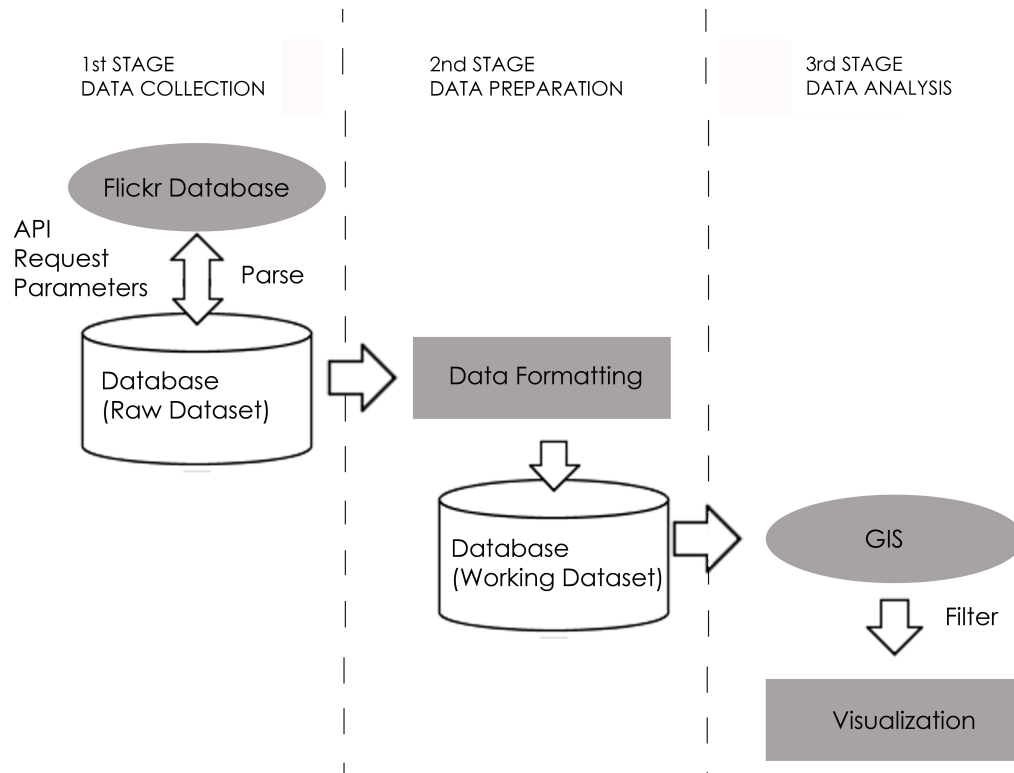 1st STAGE
DATA COLLECTION
2nd STAGE
DATA PREPARATION
3rd STAGE
DATA ANALYSIS
Flickr Database
API
Request
Parameters
Parse
Database
(Raw Dataset)
Data Formatting
Database
(Working Dataset)
GIS
Filter
Visualization